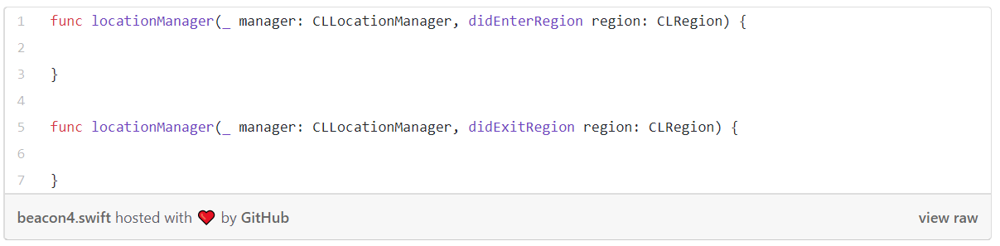 1 func locationManager(_ manager: CLLocationManager, didEnterRegion region: CLRegion) {
2
3 }
4
5 func locationManager(_ manager: CLLocationManager, didExitRegion region: CLRegion) {
6
7 }
beacon4.swift hosted with ❤ by GitHub view raw